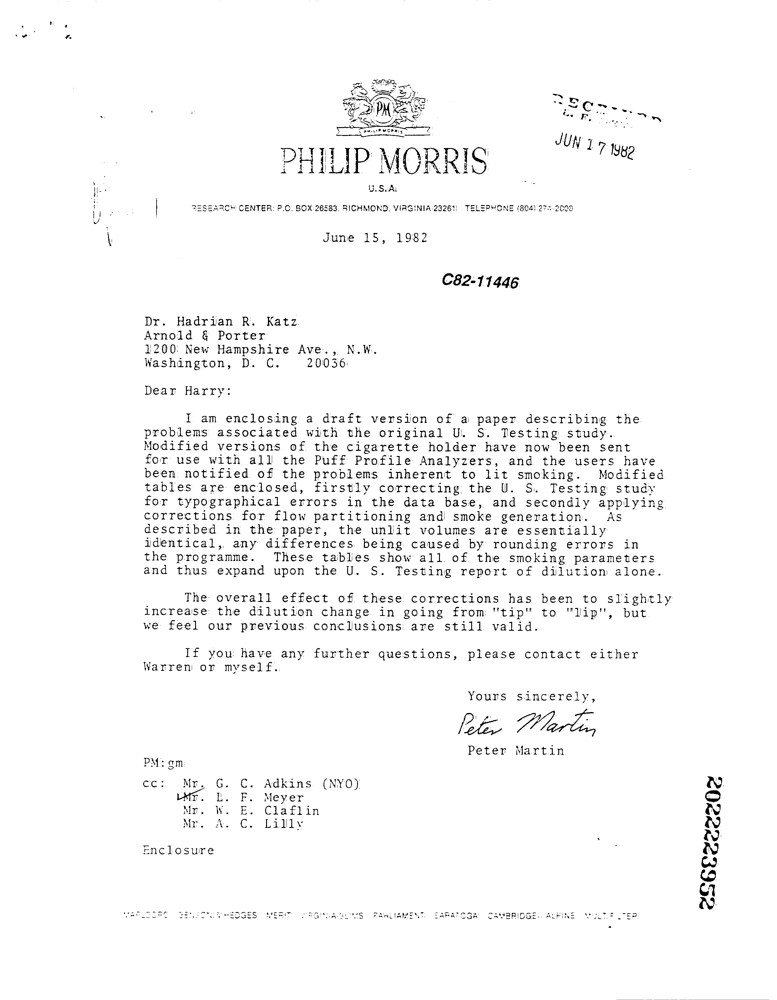 PM
PHILIP MORRIS
PHILIP MORRIS
U.S.A.
RESEARCH CENTER: P.O. BOX 26583, RICHMOND, VIRGINIA 23261 TELEPHONE (804) 274-2000
JUN 17 1982
June 15, 1982
C82-11446
Dr. Hadrian R. Katz
Arnold & Porter
1200 New Hampshire Ave., N.W.
Washington, D. C. 20036
Dear Harry:
I am enclosing a draft version of a paper describing the
problems associated with the original U. S. Testing study.
Modified versions of the cigarette holder have now been sent
for use with all the Puff Profile Analyzers, and the users have
been notified of the problems inherent to lit smoking. Modified
tables are enclosed, firstly correcting the U. S. Testing study
for typographical errors in the data base, and secondly applying
corrections for flow partitioning and smoke generation. As
described in the paper, the unlit volumes are essentially
identical, any differences being caused by rounding errors in
the programme. These tables show all of the smoking parameters
and thus expand upon the U. S. Testing report of dilution alone.
The overall effect of these corrections has been to slightly
increase the dilution change in going from "tip" to "lip", but
we feel our previous conclusions are still valid.
If you have any further questions, please contact either
Warren or myself.
Yours sincerely,
Peter Martin
Peter Martin
PM:gm
cc: Mr. G. C. Adkins (NYO)
Mr. L. F. Meyer
Mr. W. E. Claflin
Mr. A. C. Lilly
Enclosure
2022223952
MARLBORO BENSON & HEDGES MERIT VIRGINIA SLIMS PARLIAMENT SARATOGA CAMBRIDGE ALPINE MULTIFILTER